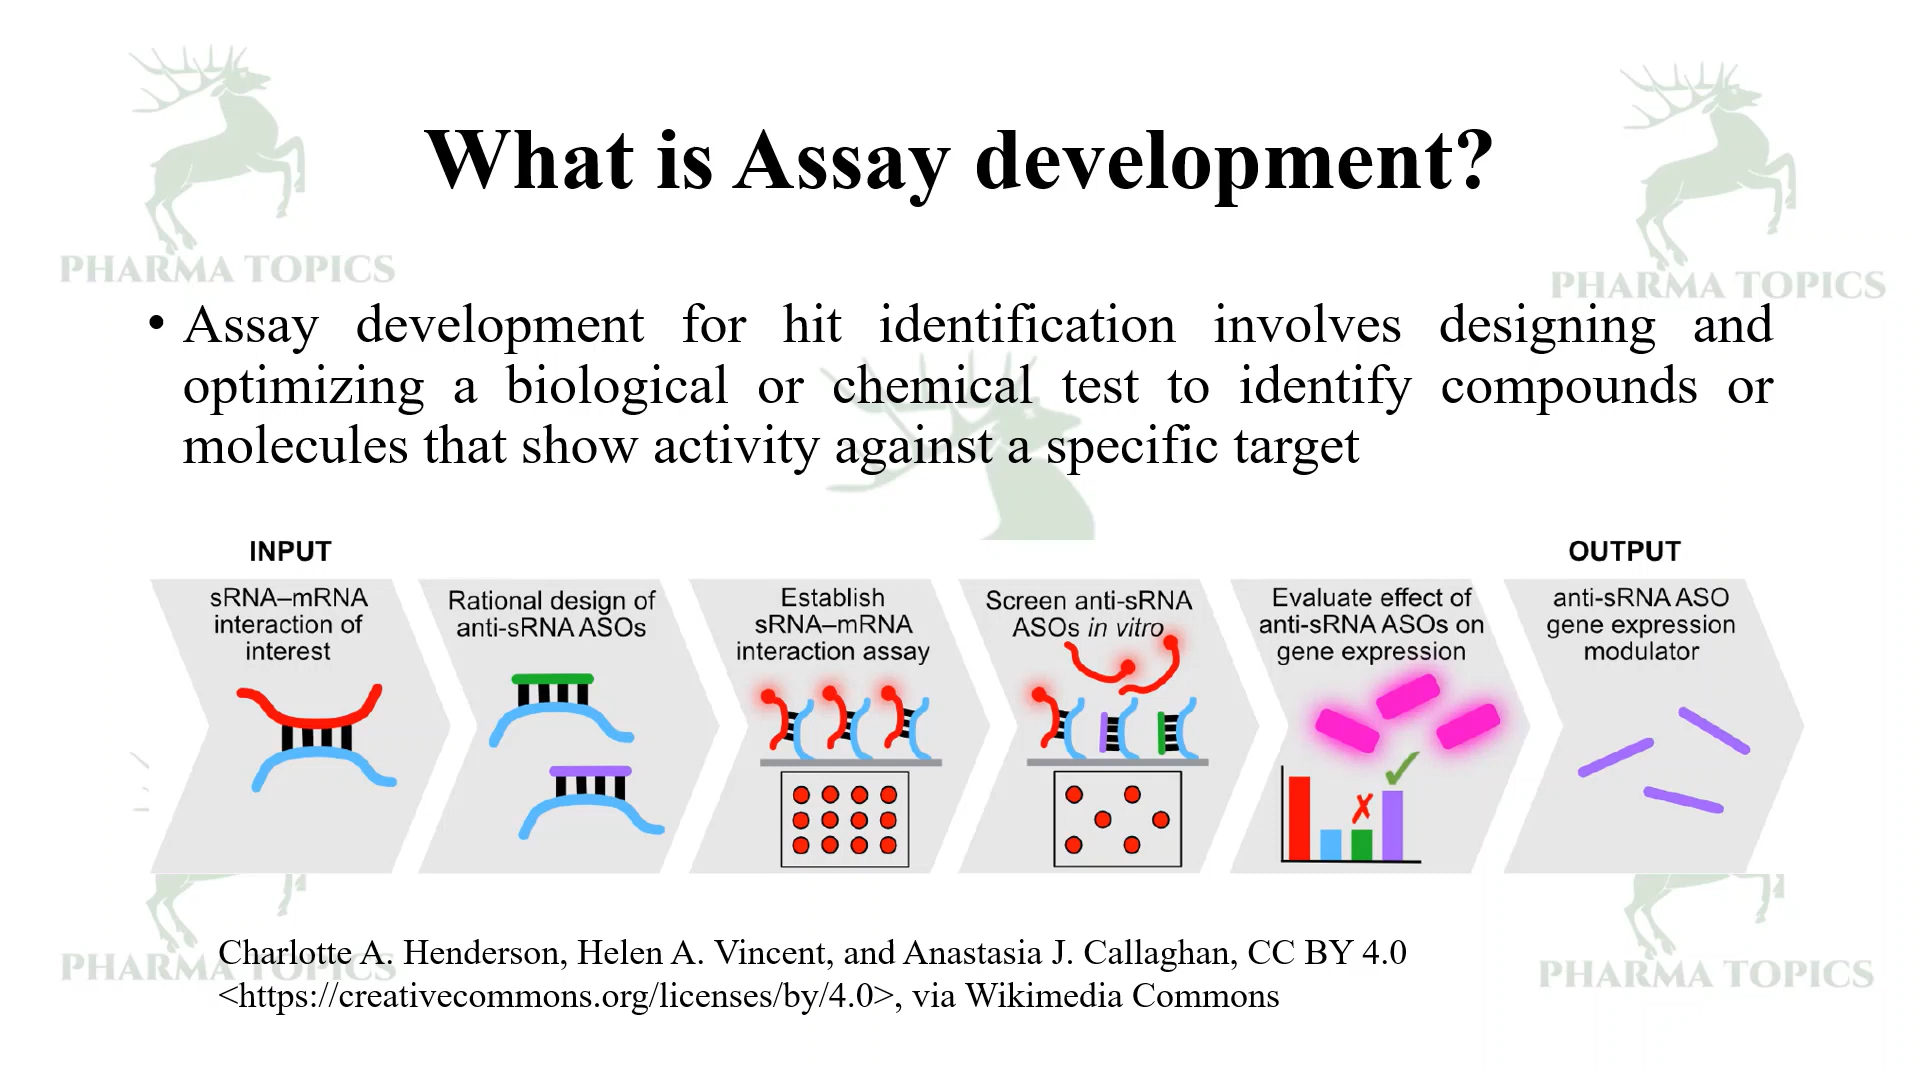 PHARMA TOPICS
PHARMA TOPICS
What is Assay development?
• Assay development for hit identification involves designing and
optimizing a biological or chemical test to identify compounds or
molecules that show activity against a specific target
INPUT
OUTPUT
sRNA–mRNA
interaction of
interest
Rational design of
anti-sRNA ASOs
Establish
sRNA–mRNA
interaction assay
Screen anti-sRNA
ASOs in vitro
Evaluate effect of
anti-sRNA ASOs on
gene expression
anti-sRNA ASO
gene expression
modulator
Charlotte A. Henderson, Helen A. Vincent, and Anastasia J. Callaghan, CC BY 4.0
<https://creativecommons.org/licenses/by/4.0>, via Wikimedia Commons
PHARMA TOPICS
PHARMA TOPICS